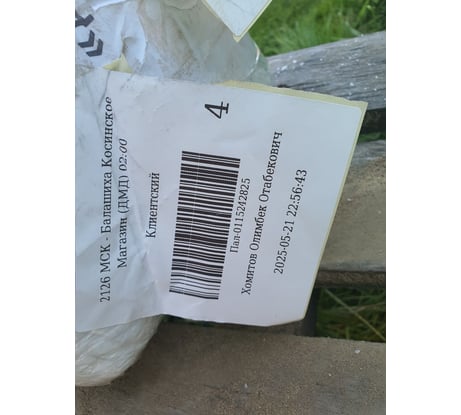 2126 МСК - Балашиха Косинское
Магазин (ДМД) 02:00
Клиентский
4
Пал-0115242825
Хомитов Олимбек Отабекович
2025-05-21 22:56:43